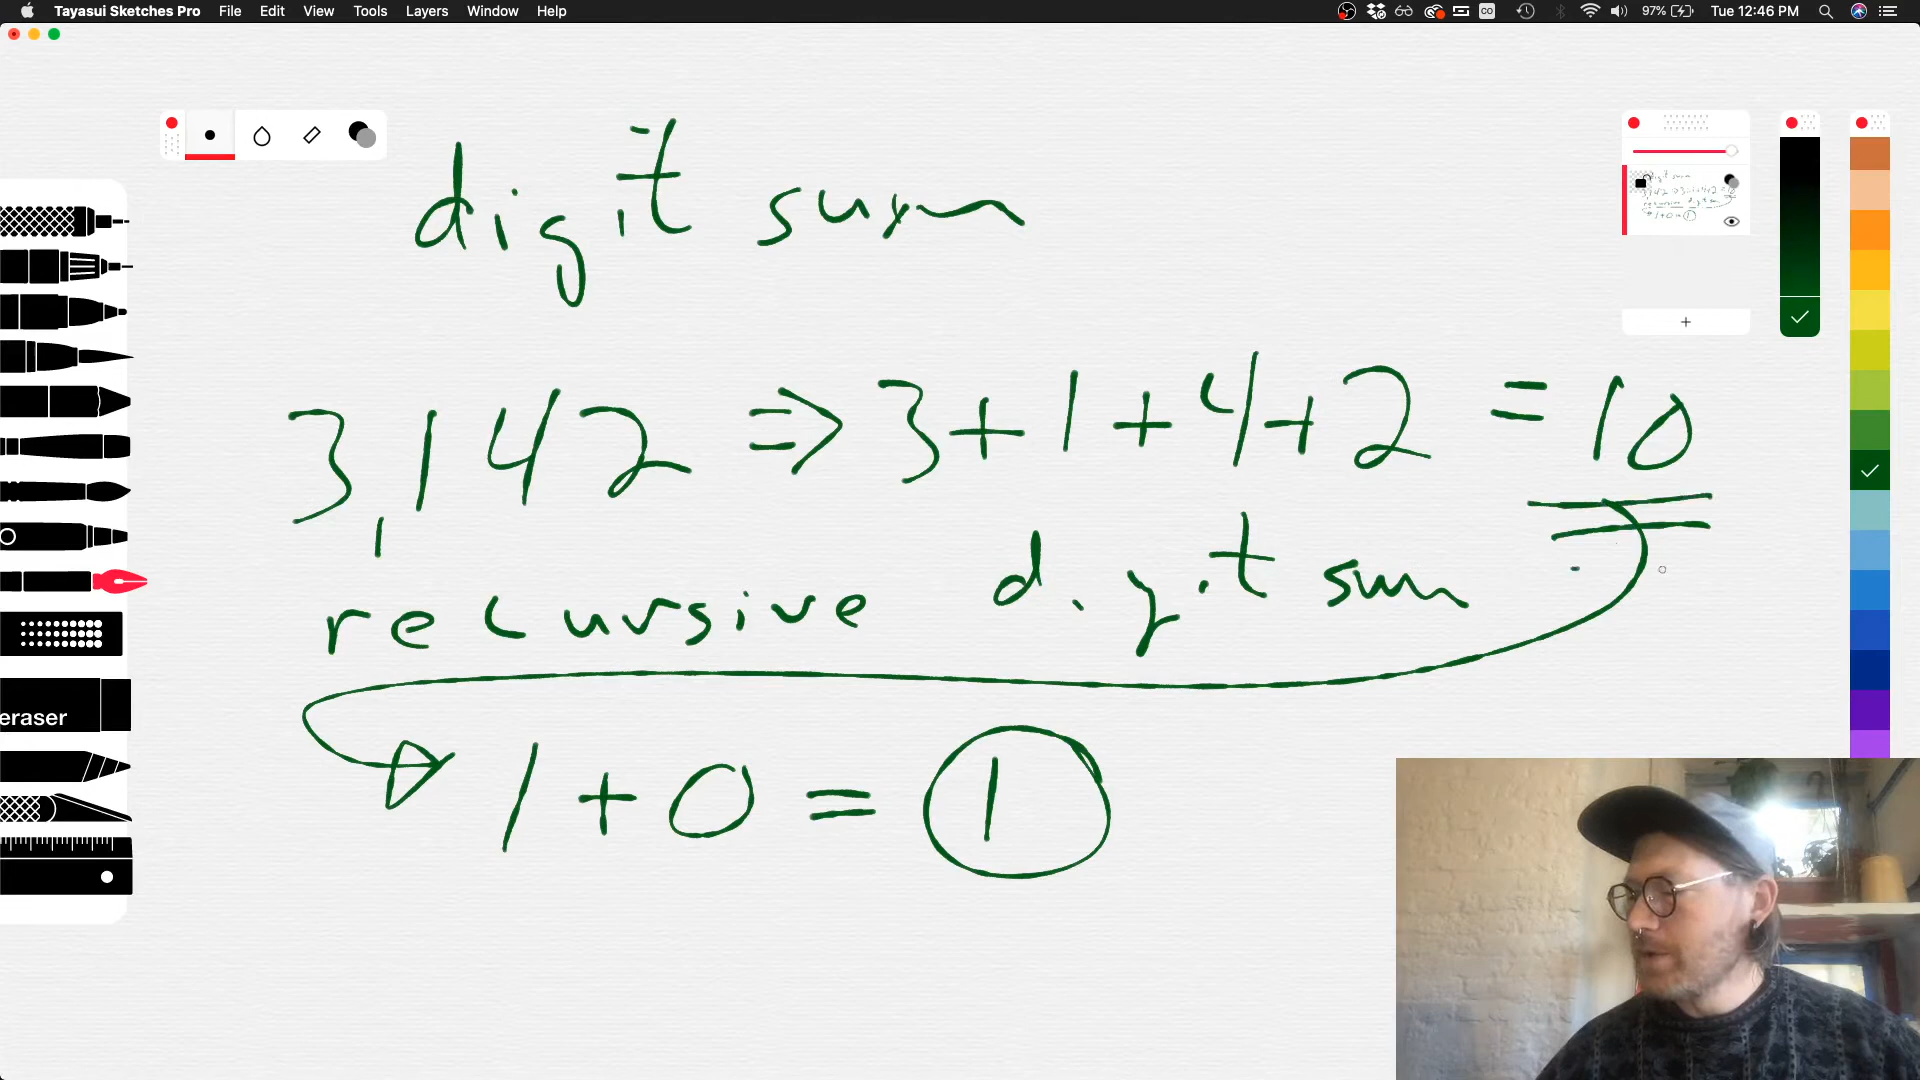 Tayasui Sketches Pro File Edit View Tools Layers Window Help 97% Tue 12:46 PM
digit sum
3,142 => 3+1+4+2 = 10
recursive digit sum
1 + 0 = 1
eraser